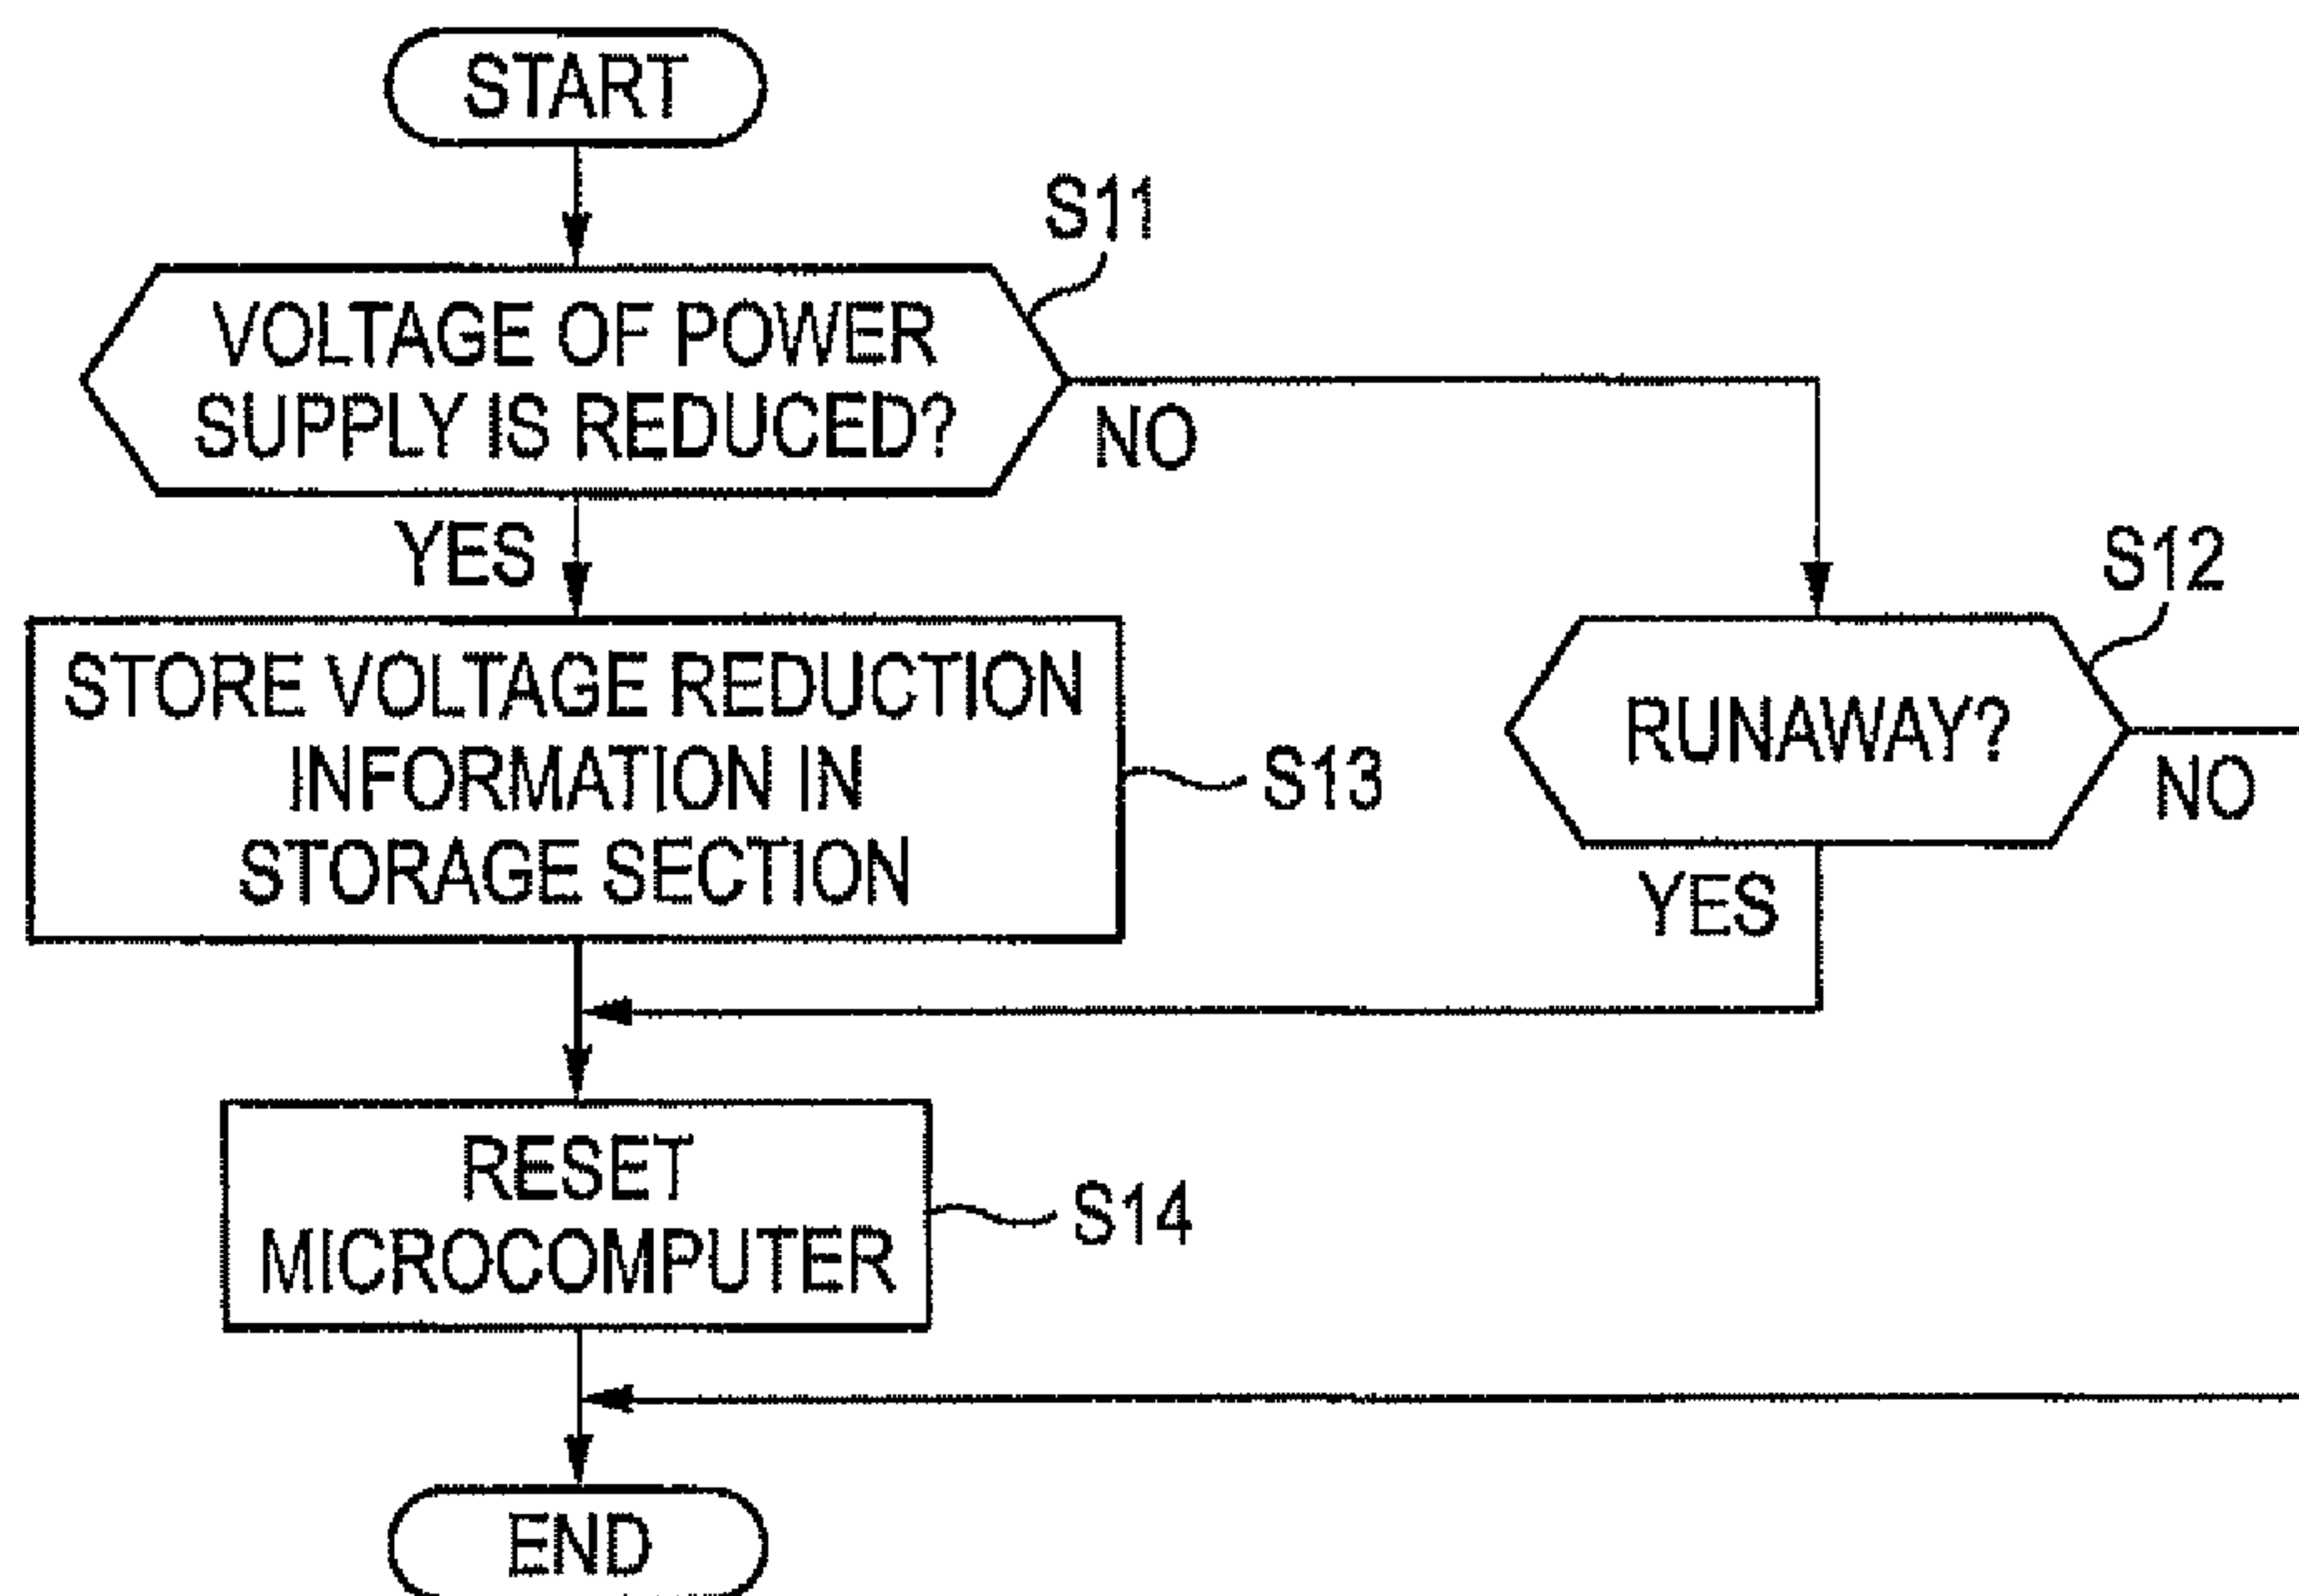 START
S11
VOLTAGE OF POWER
SUPPLY IS REDUCED?
NO
YES
S12
RUNAWAY?
NO
YES
STORE VOLTAGE REDUCTION
INFORMATION IN
STORAGE SECTION
S13
RESET
MICROCOMPUTER
S14
END